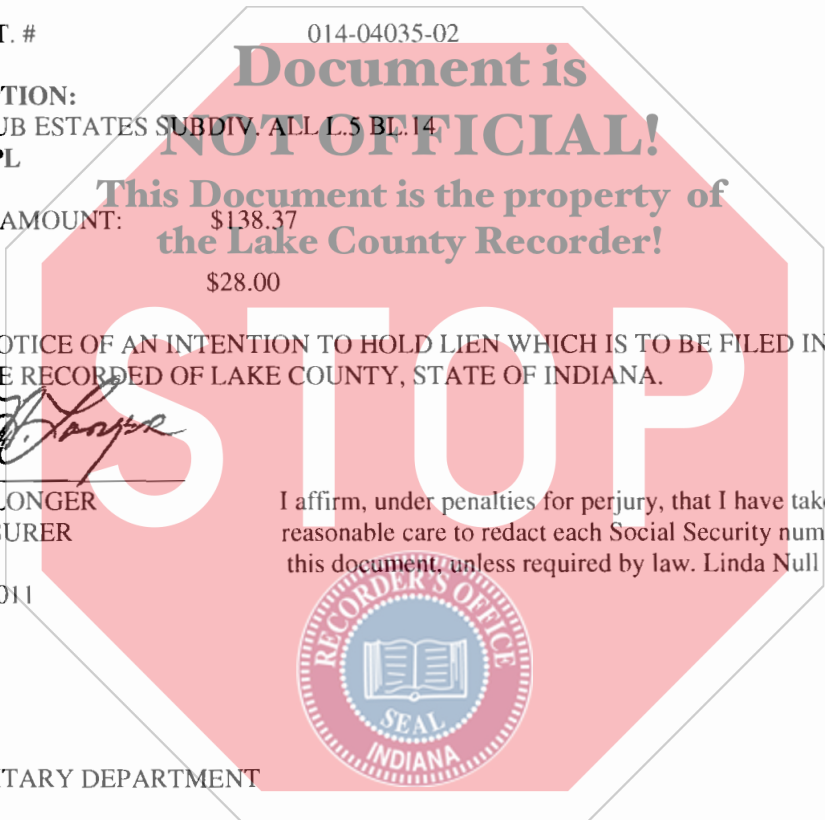 T. # 014-04035-02
Document is
TION:
UB ESTATES SUBDIV. ALL L.5 BL.14
NOT OFFICIAL!
PL
This Document is the property of
AMOUNT: $138.37
the Lake County Recorder!
$28.00
STOP
OTICE OF AN INTENTION TO HOLD LIEN WHICH IS TO BE FILED IN
E RECORDED OF LAKE COUNTY, STATE OF INDIANA.
LONGER
I affirm, under penalties for perjury, that I have take
SURER
reasonable care to redact each Social Security num
this document, unless required by law. Linda Null
011
RECORDER'S OFFICE
SEAL
INDIANA
TARY DEPARTMENT